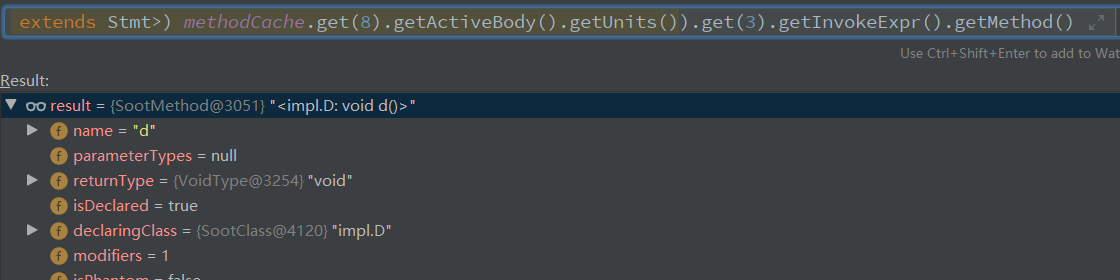 extends Stmt>) methodCache.get(8).getActiveBody().getUnits()).get(3).getInvokeExpr().getMethod()
Use Ctrl+Shift+Enter to add to Wat
Result:
result = {SootMethod@3051} "<impl.D: void d()>"
f name = "d"
f parameterTypes = null
f returnType = {VoidType@3254} "void"
f isDeclared = true
f declaringClass = {SootClass@4120} "impl.D"
f modifiers = 1
f isPhantom = false